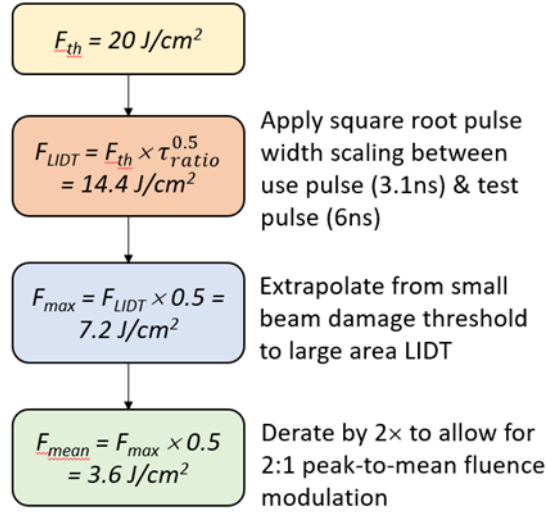 F_th = 20 J/cm²
F_LIDT = F_th × τ_ratio^0.5
= 14.4 J/cm²
Apply square root pulse
width scaling between
use pulse (3.1ns) & test
pulse (6ns)
F_max = F_LIDT × 0.5 =
7.2 J/cm²
Extrapolate from small
beam damage threshold
to large area LIDT
F_mean = F_max × 0.5
= 3.6 J/cm²
Derate by 2× to allow for
2:1 peak-to-mean fluence
modulation